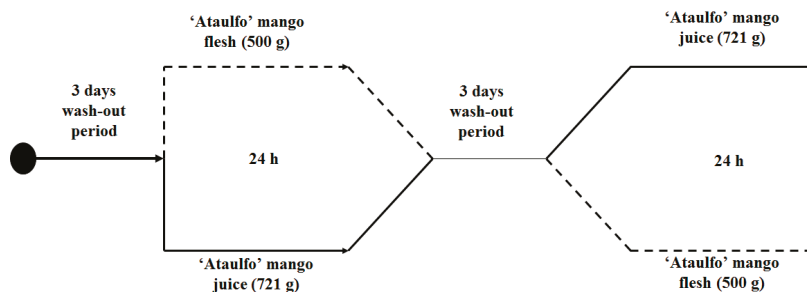 ‘Ataulfo’ mango
flesh (500 g)
3 days
wash-out
period
24 h
‘Ataulfo’ mango
juice (721 g)
3 days
wash-out
period
‘Ataulfo’ mango
juice (721 g)
24 h
‘Ataulfo’ mango
flesh (500 g)